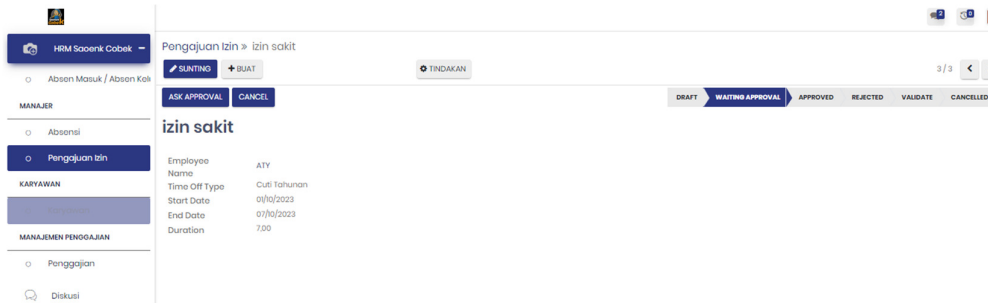 2
0
HRM Saoenk Cobek
Pengajuan Izin » izin sakit
SUNTING
BUAT
TINDAKAN
3 / 3
Absen Masuk / Absen Kelu
ASK APPROVAL
CANCEL
DRAFT
WAITING APPROVAL
APPROVED
REJECTED
VALIDATE
CANCELLED
MANAJER
izin sakit
Absensi
Pengajuan Izin
Employee Name
ATY
Time Off Type
Cuti Tahunan
Start Date
01/10/2023
End Date
07/10/2023
Duration
7,00
KARYAWAN
MANAJEMEN PENGGAJIAN
Penggajian
Diskusi